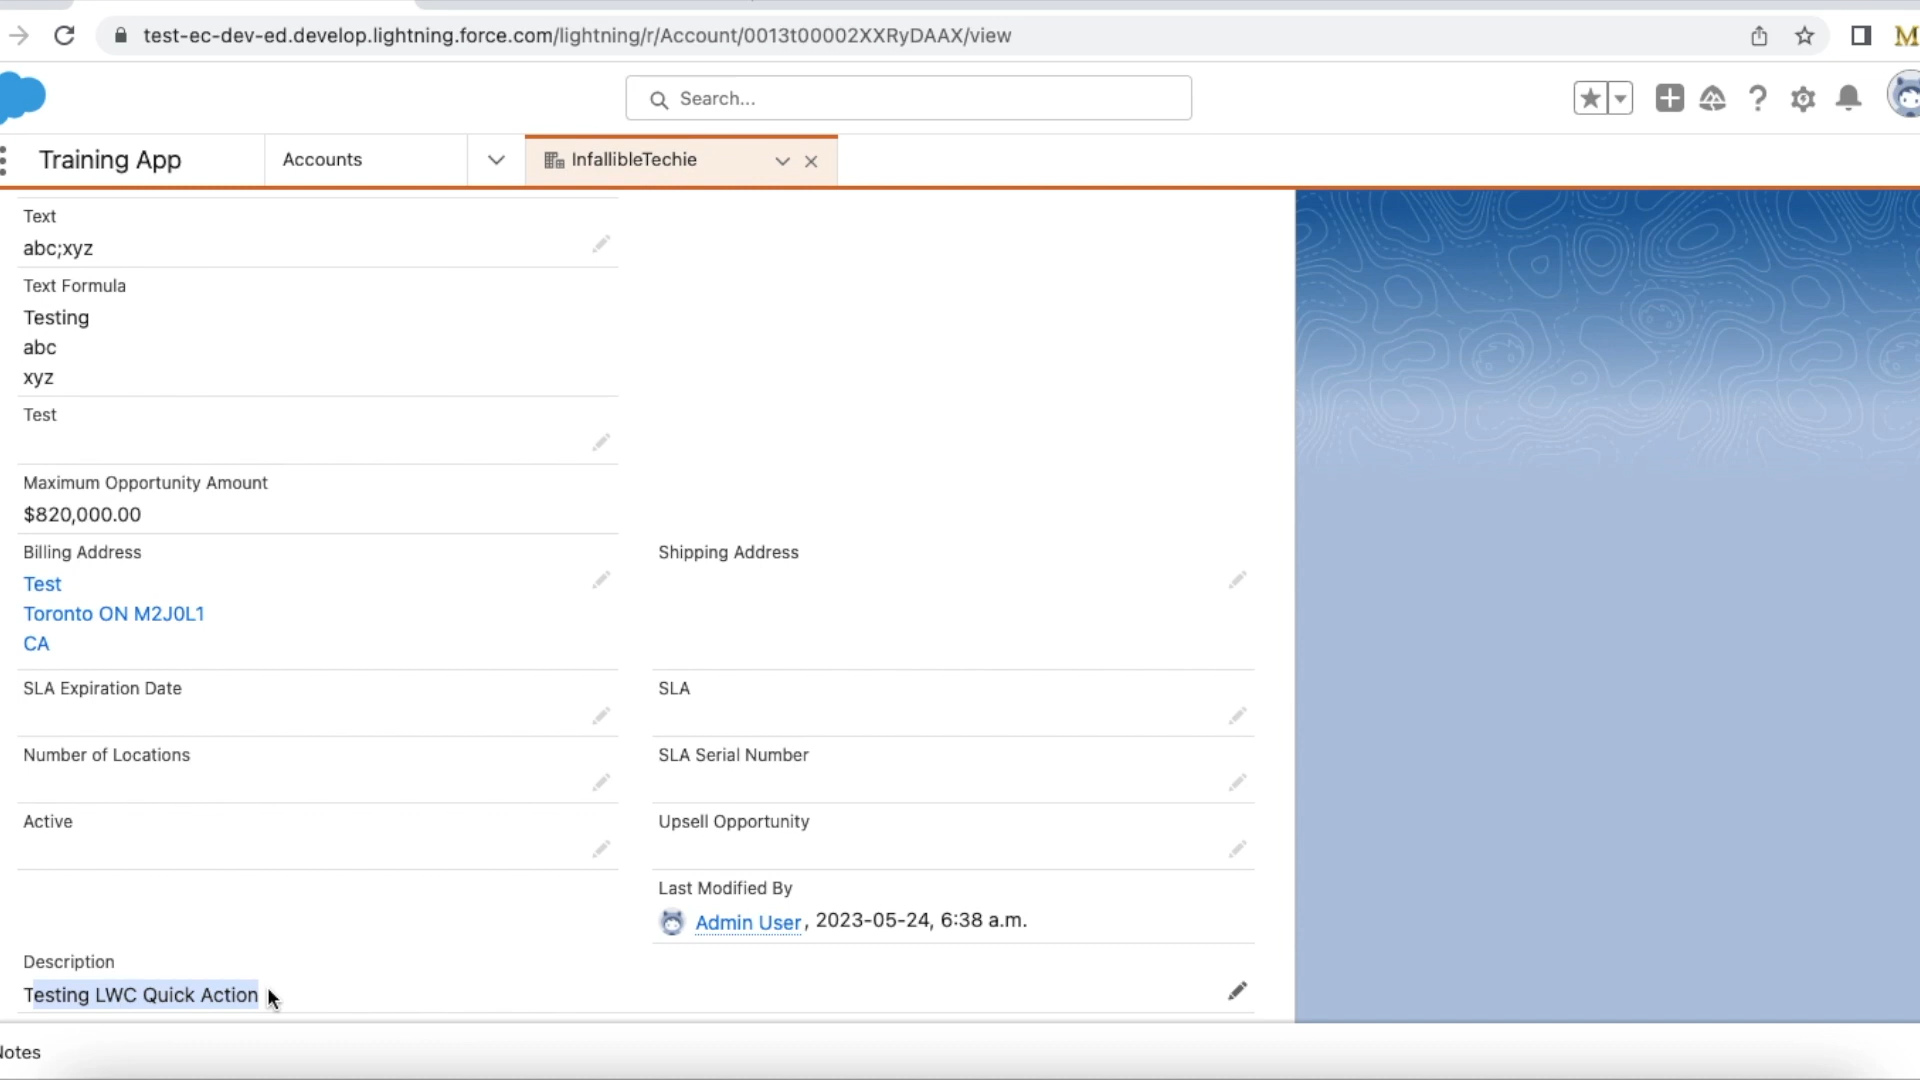 test-ec-dev-ed.develop.lightning.force.com/lightning/r/Account/0013t00002XXRyDAAX/view
M
Search...
Training App
Accounts
InfallibleTechie
Text
abc;xyz
Text Formula
Testing
abc
xyz
Test
Maximum Opportunity Amount
$820,000.00
Billing Address
Shipping Address
Test
Toronto ON M2J0L1
CA
SLA Expiration Date
SLA
Number of Locations
SLA Serial Number
Active
Upsell Opportunity
Last Modified By
Admin User, 2023-05-24, 6:38 a.m.
Description
Testing LWC Quick Action
Notes